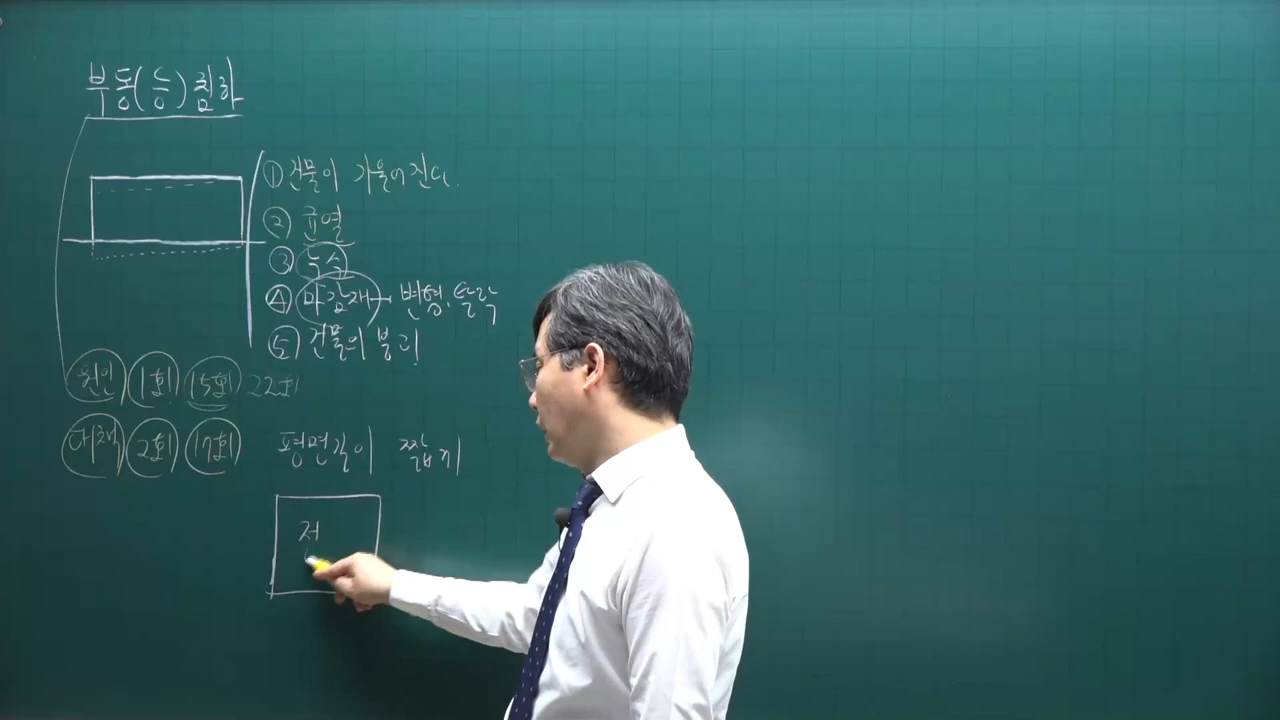 부동(등)침하
① 건물이 기울어진다.
② 균열
③ 누수
④ 마감재 → 변형, 탈락
⑤ 건물의 분리
원인 1회 15회 22회
대책 2회 17회
평면길이 짧게
저